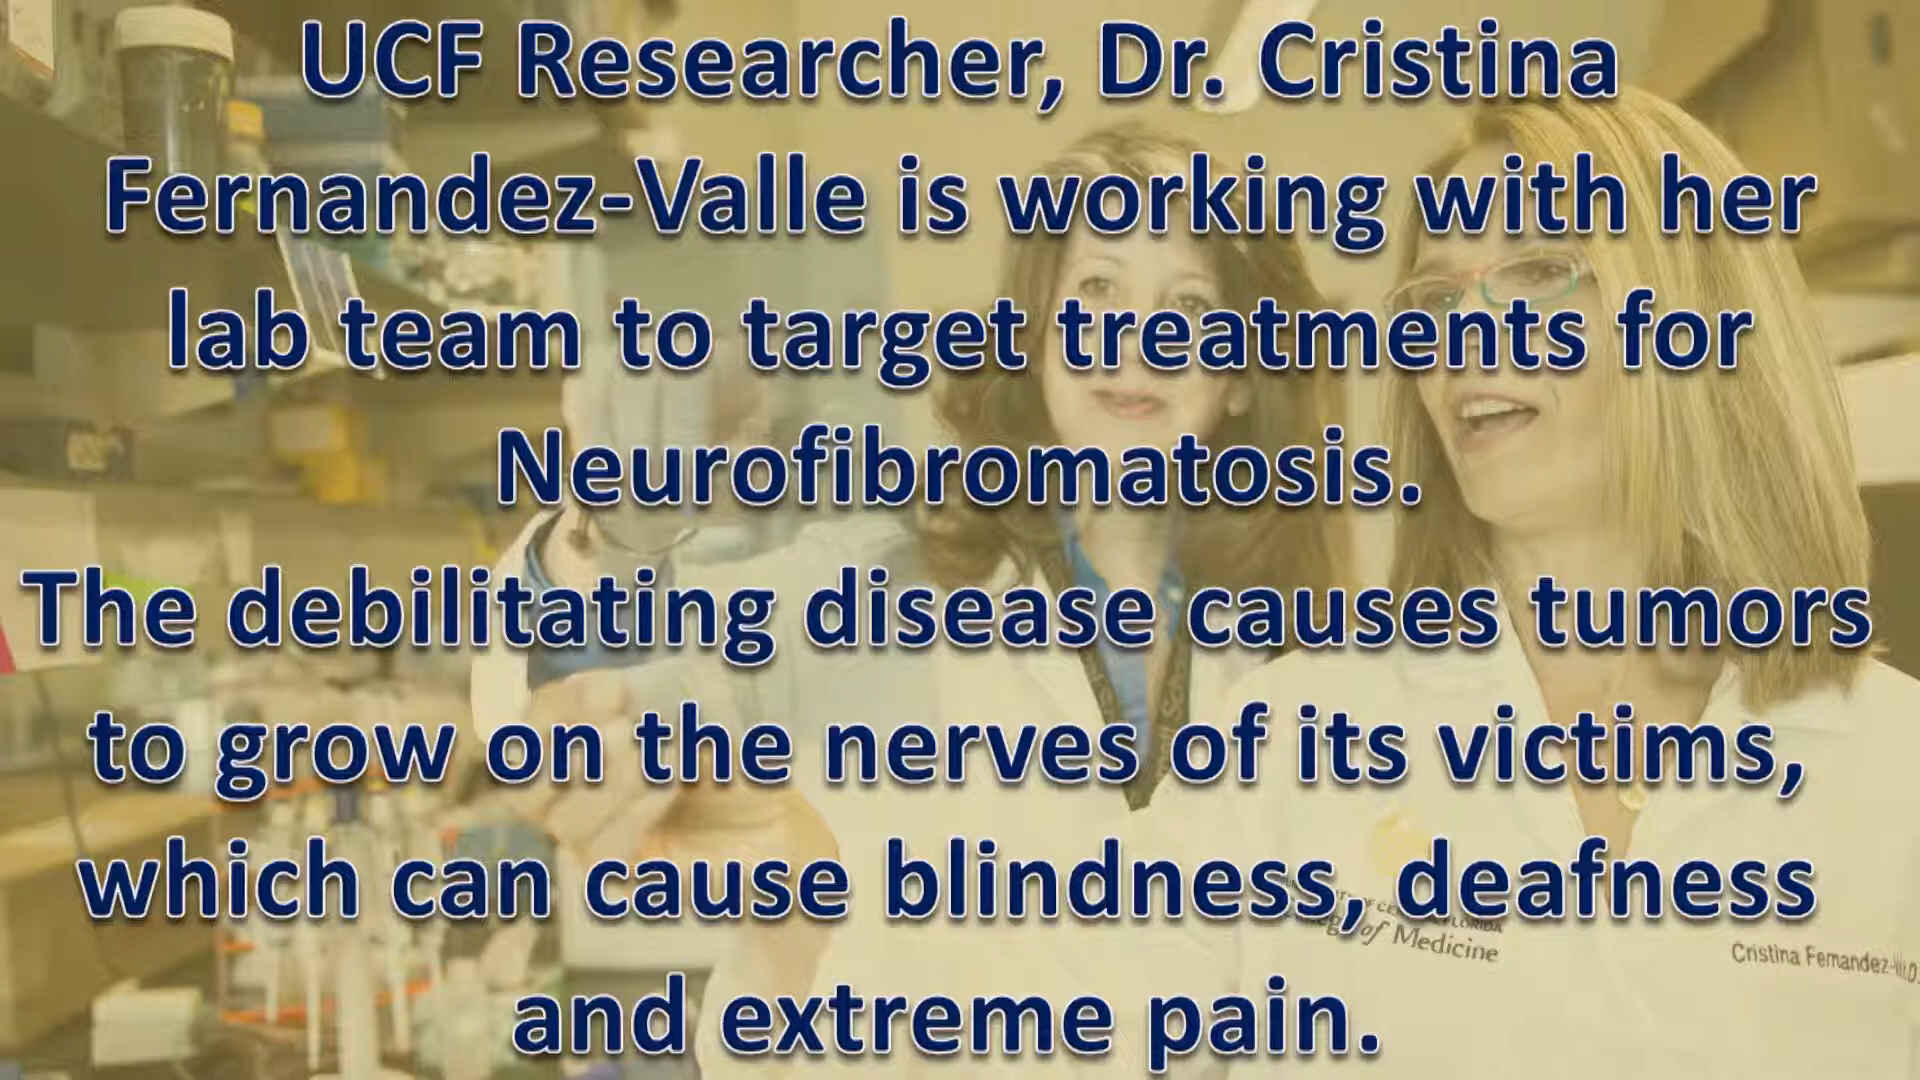 UCF Researcher, Dr. Cristina
Fernandez-Valle is working with her
lab team to target treatments for
Neurofibromatosis.
The debilitating disease causes tumors
to grow on the nerves of its victims,
which can cause blindness, deafness
and extreme pain.
of Medicine
Cristina Fernandez-